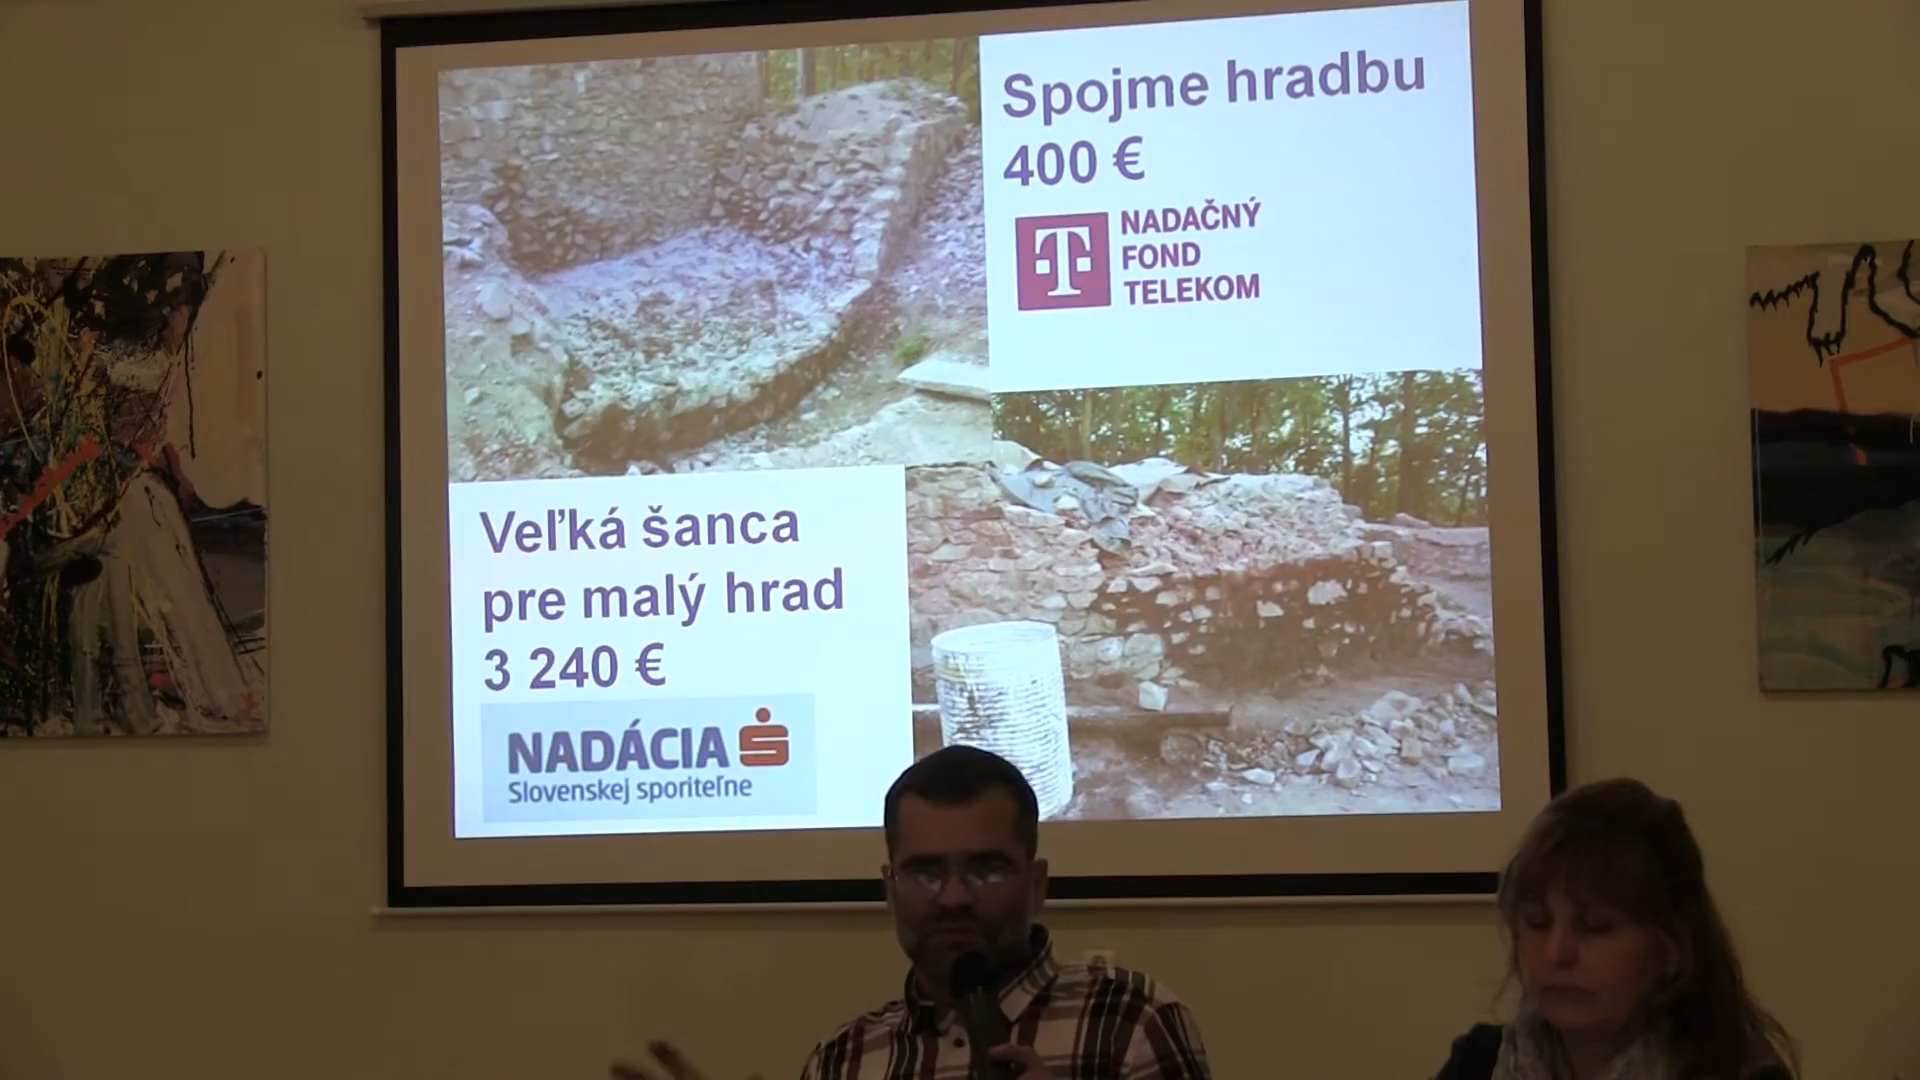 Spojme hradbu
400 €
NADAČNÝ
FOND
TELEKOM
Veľká šanca
pre malý hrad
3 240 €
NADÁCIA
Slovenskej sporiteľne